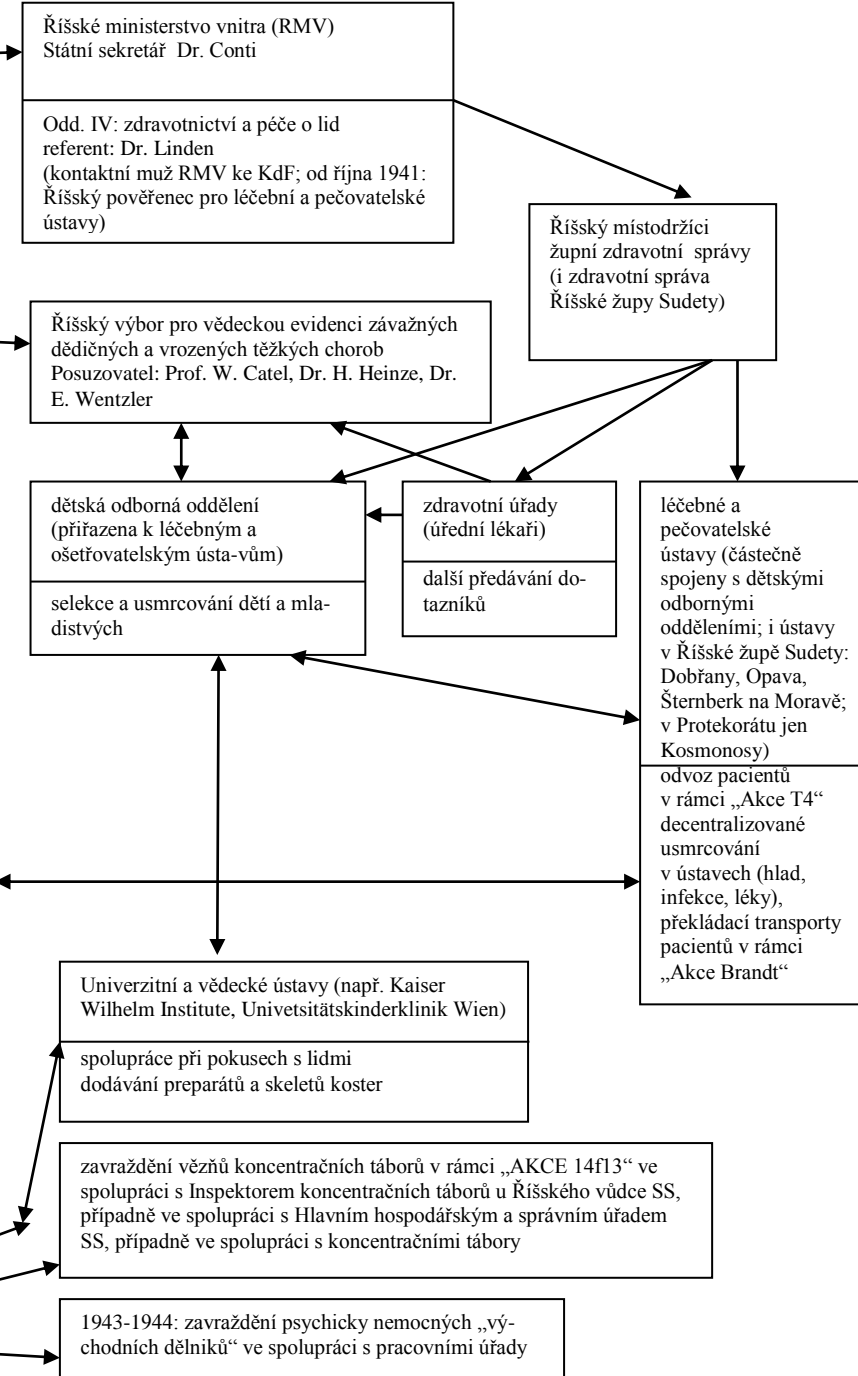 Říšské ministerstvo vnitra (RMV)
Státní sekretář  Dr. Conti
Odd. IV: zdravotnictví a péče o lid
referent: Dr. Linden
(kontaktní muž RMV ke KdF; od října 1941:
Říšský pověřenec pro léčební a pečovatelské
ústavy)
Říšský místodržíci
župní zdravotní  správy
(i zdravotní správa
Říšské župy Sudety)
Říšský výbor pro vědeckou evidenci závažných
dědičných a vrozených těžkých chorob
Posuzovatel: Prof. W. Catel, Dr. H. Heinze, Dr.
E. Wentzler
dětská odborná oddělení
(přiřazena k léčebným a
ošetřovatelským ústa-vům)
selekce a usmrcování dětí a mla-
distvých
zdravotní úřady
(úřední lékaři)
další předávání do-
tazníků
léčebné a
pečovatelské
ústavy (částečně
spojeny s dětskými
odbornými
odděleními; i ústavy
v Říšské župě Sudety:
Dobřany, Opava,
Šternberk na Moravě;
v Protekorátu jen
Kosmonosy)
odvoz pacientů
v rámci „Akce T4“
decentralizované
usmrcování
v ústavech (hlad,
infekce, léky),
překládací transporty
pacientů v rámci
„Akce Brandt“
Univerzitní a vědecké ústavy (např. Kaiser
Wilhelm Institute, Univetsitätskinderklinik Wien)
spolupráce při pokusech s lidmi
dodávání preparátů a skeletů koster
zavraždění vězňů koncentračních táborů v rámci „AKCE 14f13“ ve
spolupráci s Inspektorem koncentračních táborů u Říšského vůdce SS,
případně ve spolupráci s Hlavním hospodářským a správním úřadem
SS, případně ve spolupráci s koncentračními tábory
1943-1944: zavraždění psychicky nemocných „vý-
chodních dělniků“ ve spolupráci s pracovními úřady